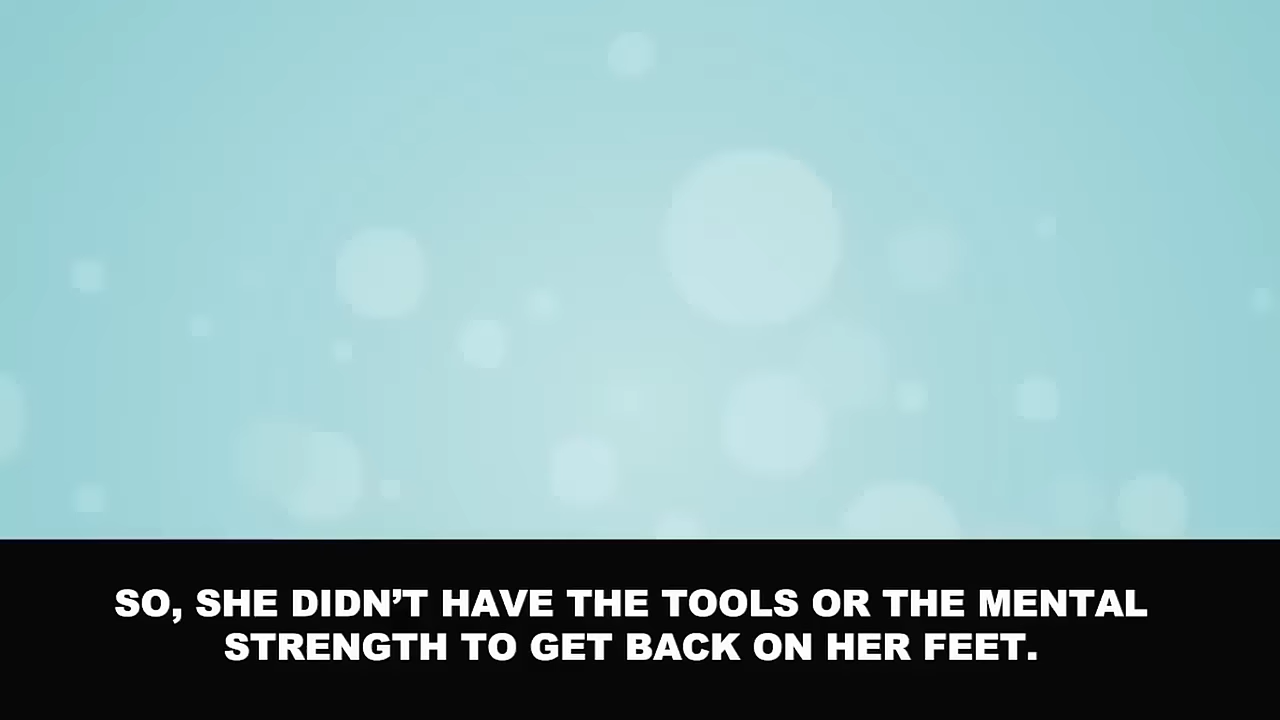 SO, SHE DIDN’T HAVE THE TOOLS OR THE MENTAL
STRENGTH TO GET BACK ON HER FEET.